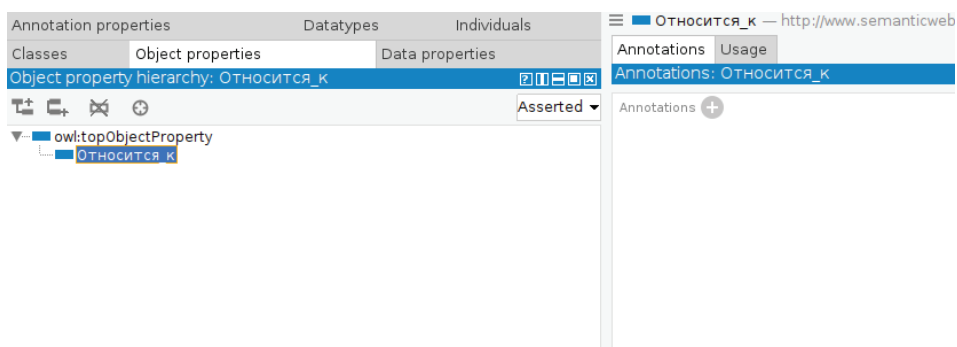 Annotation properties Datatypes Individuals
Classes Object properties Data properties
Object property hierarchy: Относится_к
Asserted
owl:topObjectProperty
Относится_к
Относится_к — http://www.semanticweb
Annotations Usage
Annotations: Относится_к
Annotations